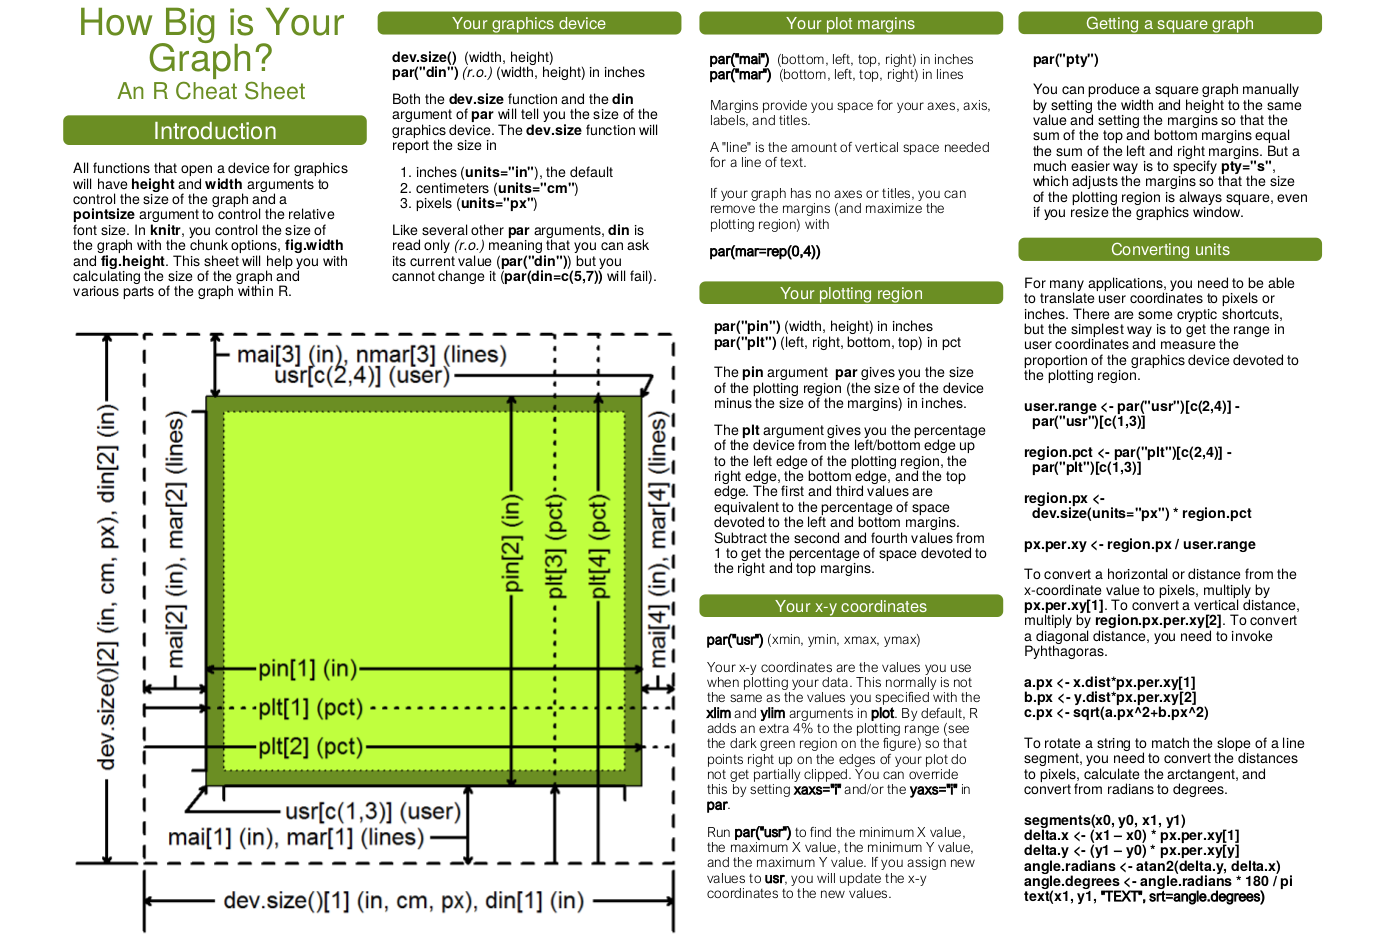 How Big is Your
Graph?
An R Cheat Sheet
Introduction
All functions that open a device for graphics
will have height and width arguments to
control the size of the graph and a
pointsize argument to control the relative
font size. In knitr, you control the size of
the graph with the chunk options, fig.width
and fig.height. This sheet will help you with
calculating the size of the graph and
various parts of the graph within R.
Your graphics device
dev.size() (width, height)
par("din") (r.o.) (width, height) in inches
Both the dev.size function and the din
argument of par will tell you the size of the
graphics device. The dev.size function will
report the size in
1. inches (units="in"), the default
2. centimeters (units="cm")
3. pixels (units="px")
Like several other par arguments, din is
read only (r.o.) meaning that you can ask
its current value (par("din")) but you
cannot change it (par(din=c(5,7)) will fail).
mai[3] (in), nmar[3] (lines)
usr[c(2,4)] (user)
dev.size()[2] (in, cm, px), din[2] (in)
mai[2] (in), mar[2] (lines)
pin[2] (in)
plt[3] (pct)
plt[4] (pct)
mai[4] (in), mar[4] (lines)
pin[1] (in)
plt[1] (pct)
plt[2] (pct)
usr[c(1,3)] (user)
mai[1] (in), mar[1] (lines)
dev.size()[1] (in, cm, px), din[1] (in)
Your plot margins
par("mai") (bottom, left, top, right) in inches
par("mar") (bottom, left, top, right) in lines
Margins provide you space for your axes, axis,
labels, and titles.
A "line" is the amount of vertical space needed
for a line of text.
If your graph has no axes or titles, you can
remove the margins (and maximize the
plotting region) with
par(mar=rep(0,4))
Your plotting region
par("pin") (width, height) in inches
par("plt") (left, right, bottom, top) in pct
The pin argument par gives you the size
of the plotting region (the size of the device
minus the size of the margins) in inches.
The plt argument gives you the percentage
of the device from the left/bottom edge up
to the left edge of the plotting region, the
right edge, the bottom edge, and the top
edge. The first and third values are
equivalent to the percentage of space
devoted to the left and bottom margins.
Subtract the second and fourth values from
1 to get the percentage of space devoted to
the right and top margins.
Your x-y coordinates
par("usr") (xmin, ymin, xmax, ymax)
Your x-y coordinates are the values you use
when plotting your data. This normally is not
the same as the values you specified with the
xlim and ylim arguments in plot. By default, R
adds an extra 4% to the plotting range (see
the dark green region on the figure) so that
points right up on the edges of your plot do
not get partially clipped. You can override
this by setting xaxs="i" and/or the yaxs="i" in
par.
Run par("usr") to find the minimum X value,
the maximum X value, the minimum Y value,
and the maximum Y value. If you assign new
values to usr, you will update the x-y
coordinates to the new values.
Getting a square graph
par("pty")
You can produce a square graph manually
by setting the width and height to the same
value and setting the margins so that the
sum of the top and bottom margins equal
the sum of the left and right margins. But a
much easier way is to specify pty="s",
which adjusts the margins so that the size
of the plotting region is always square, even
if you resize the graphics window.
Converting units
For many applications, you need to be able
to translate user coordinates to pixels or
inches. There are some cryptic shortcuts,
but the simplest way is to get the range in
user coordinates and measure the
proportion of the graphics device devoted to
the plotting region.
user.range <- par("usr")[c(2,4)] -
par("usr")[c(1,3)]
region.pct <- par("plt")[c(2,4)] -
par("plt")[c(1,3)]
region.px <-
dev.size(units="px") * region.pct
px.per.xy <- region.px / user.range
To convert a horizontal or distance from the
x-coordinate value to pixels, multiply by
px.per.xy[1]. To convert a vertical distance,
multiply by region.px.per.xy[2]. To convert
a diagonal distance, you need to invoke
Pyhthagoras.
a.px <- x.dist*px.per.xy[1]
b.px <- y.dist*px.per.xy[2]
c.px <- sqrt(a.px^2+b.px^2)
To rotate a string to match the slope of a line
segment, you need to convert the distances
to pixels, calculate the arctangent, and
convert from radians to degrees.
segments(x0, y0, x1, y1)
delta.x <- (x1 – x0) * px.per.xy[1]
delta.y <- (y1 – y0) * px.per.xy[y]
angle.radians <- atan2(delta.y, delta.x)
angle.degrees <- angle.radians * 180 / pi
text(x1, y1, "TEXT", srt=angle.degrees)